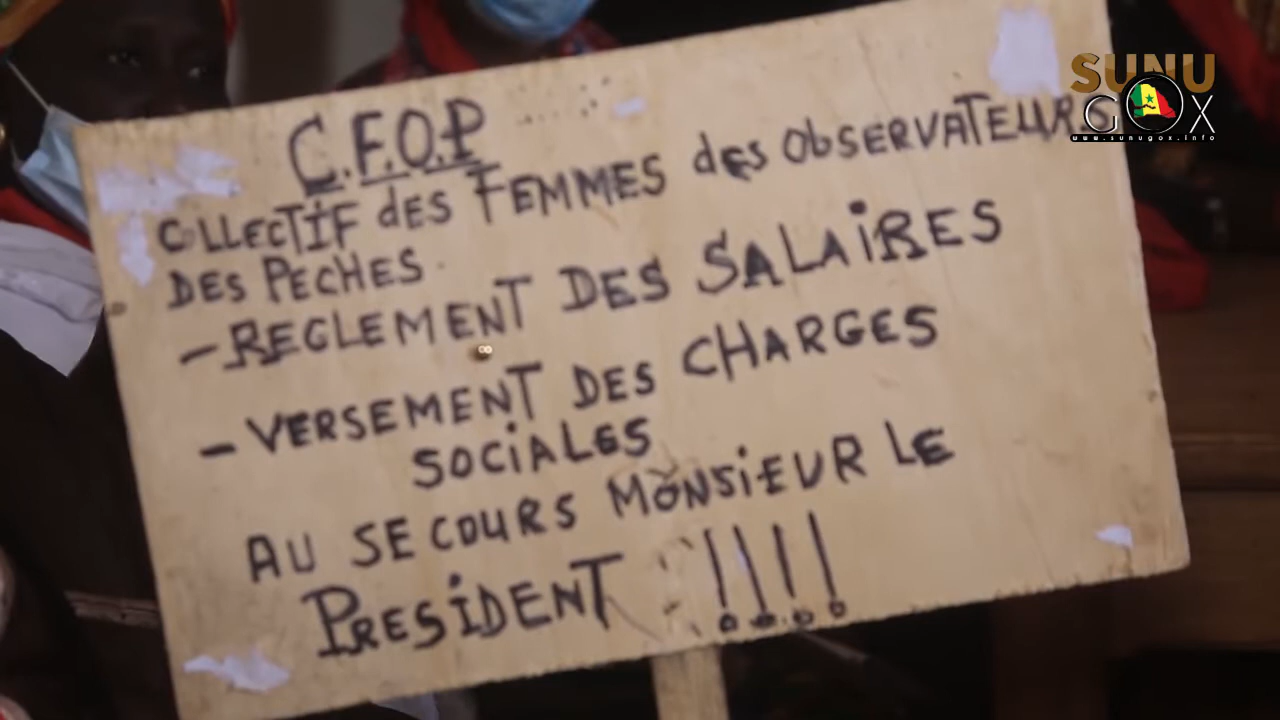 C.F.O.P
COLLECTIF dES FEMMES des ObSERVATEURS
DES PECHES.
- REGLEMENT DES SALAiRES
- VERSEMENT DES CHARGES
SOCiALES
AU SECOURS MONSiEUR LE
PRESiDENT !!!!
SUNU
GOX
www.sunugox.info